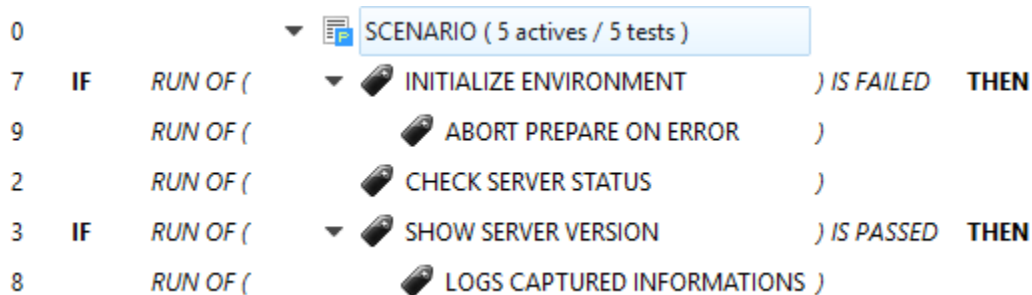 0 SCENARIO ( 5 actives / 5 tests )
7 IF RUN OF ( INITIALIZE ENVIRONMENT ) IS FAILED THEN
9 RUN OF ( ABORT PREPARE ON ERROR )
2 RUN OF ( CHECK SERVER STATUS )
3 IF RUN OF ( SHOW SERVER VERSION ) IS PASSED THEN
8 RUN OF ( LOGS CAPTURED INFORMATIONS )